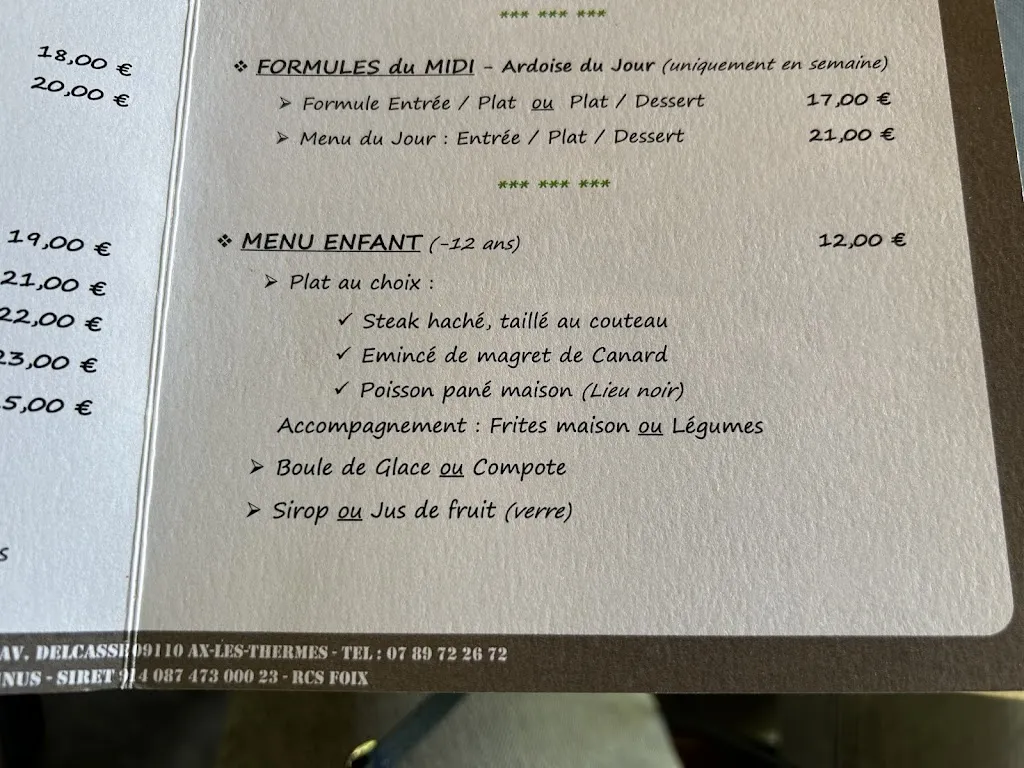 18,00 €
20,00 €
19,00 €
21,00 €
22,00 €
23,00 €
5,00 €
s
*** *** ***
❖ FORMULES du MIDI - Ardoise du Jour (uniquement en semaine)
➢ Formule Entrée / Plat ou Plat / Dessert 17,00 €
➢ Menu du Jour : Entrée / Plat / Dessert 21,00 €
*** *** ***
❖ MENU ENFANT (-12 ans) 12,00 €
➢ Plat au choix :
✓ Steak haché, taillé au couteau
✓ Emincé de magret de Canard
✓ Poisson pané maison (Lieu noir)
Accompagnement : Frites maison ou Légumes
➢ Boule de Glace ou Compote
➢ Sirop ou Jus de fruit (verre)
AV. DELCASSE 09110 AX-LES-THERMES - TEL : 07 89 72 26 72
NUS - SIRET 914 087 473 000 23 - RCS FOIX